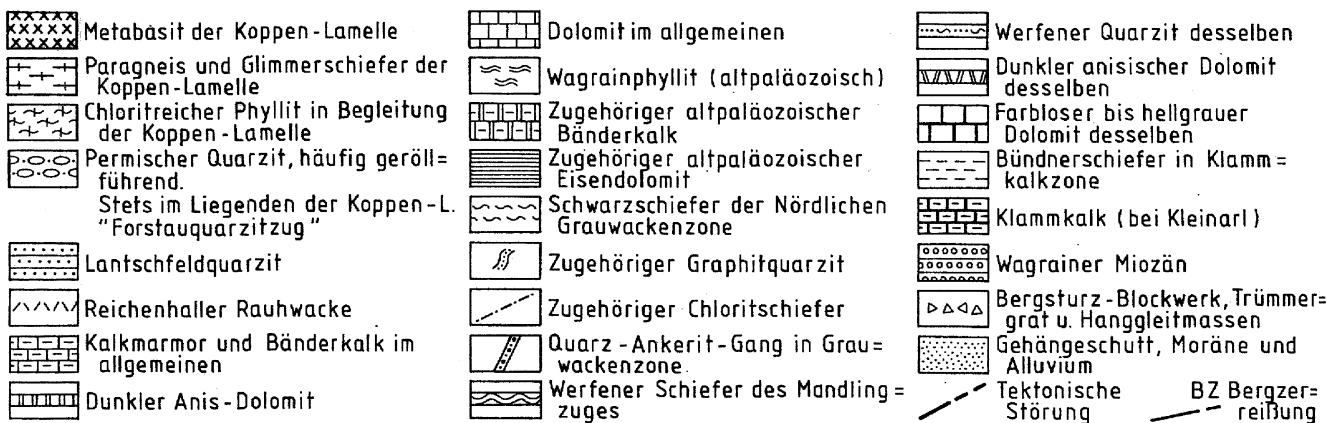 Metabasit der Koppen-Lamelle
Paragneis und Glimmerschiefer der
Koppen-Lamelle
Chloritreicher Phyllit in Begleitung
der Koppen-Lamelle
Permischer Quarzit, häufig geröll=
führend.
Stets im Liegenden der Koppen-L.
"Forstauquarzitzug"
Lantschfeldquarzit
Reichenhaller Rauhwacke
Kalkmarmor und Bänderkalk im
allgemeinen
Dunkler Anis-Dolomit
Dolomit im allgemeinen
Wagrainphyllit (altpaläozoisch)
Zugehöriger altpaläozoischer
Bänderkalk
Zugehöriger altpaläozoischer
Eisendolomit
Schwarzschiefer der Nördlichen
Grauwackenzone
Zugehöriger Graphitquarzit
Zugehöriger Chloritschiefer
Quarz-Ankerit-Gang in Grau=
wackenzone
Werfener Schiefer des Mandling=
zuges
Werfener Quarzit desselben
Dunkler anisischer Dolomit
desselben
Farbloser bis hellgrauer
Dolomit desselben
Bündnerschiefer in Klamm=
kalkzone
Klammkalk (bei Kleinarl)
Wagrainer Miozän
Bergsturz-Blockwerk, Trümmer=
grat u. Hanggleitmassen
Gehängeschutt, Moräne und
Alluvium
Tektonische
Störung
BZ Bergzer=
reißung